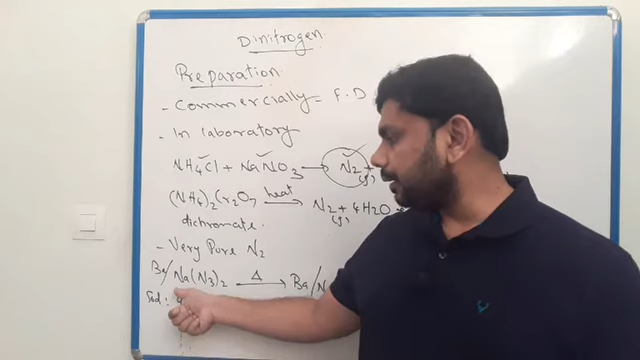 Dinitrogen
Preparation
- Commercially = F.D
- In laboratory
NH4Cl + NaNO3 → N2 +
(g)
(NH4)2Cr2O7 heat → N2 + 4H2O +
dichromate. (g)
- Very Pure N2
Ba/Na(N3)2 Δ → Ba/N
Sod: